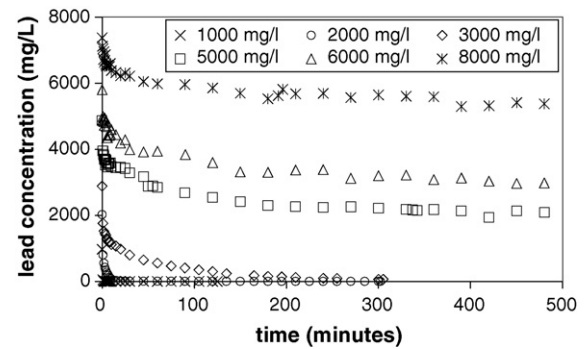 8000
1000 mg/l 2000 mg/l 3000 mg/l
5000 mg/l 6000 mg/l 8000 mg/l
6000
4000
2000
0
lead concentration (mg/L)
0 100 200 300 400 500
time (minutes)